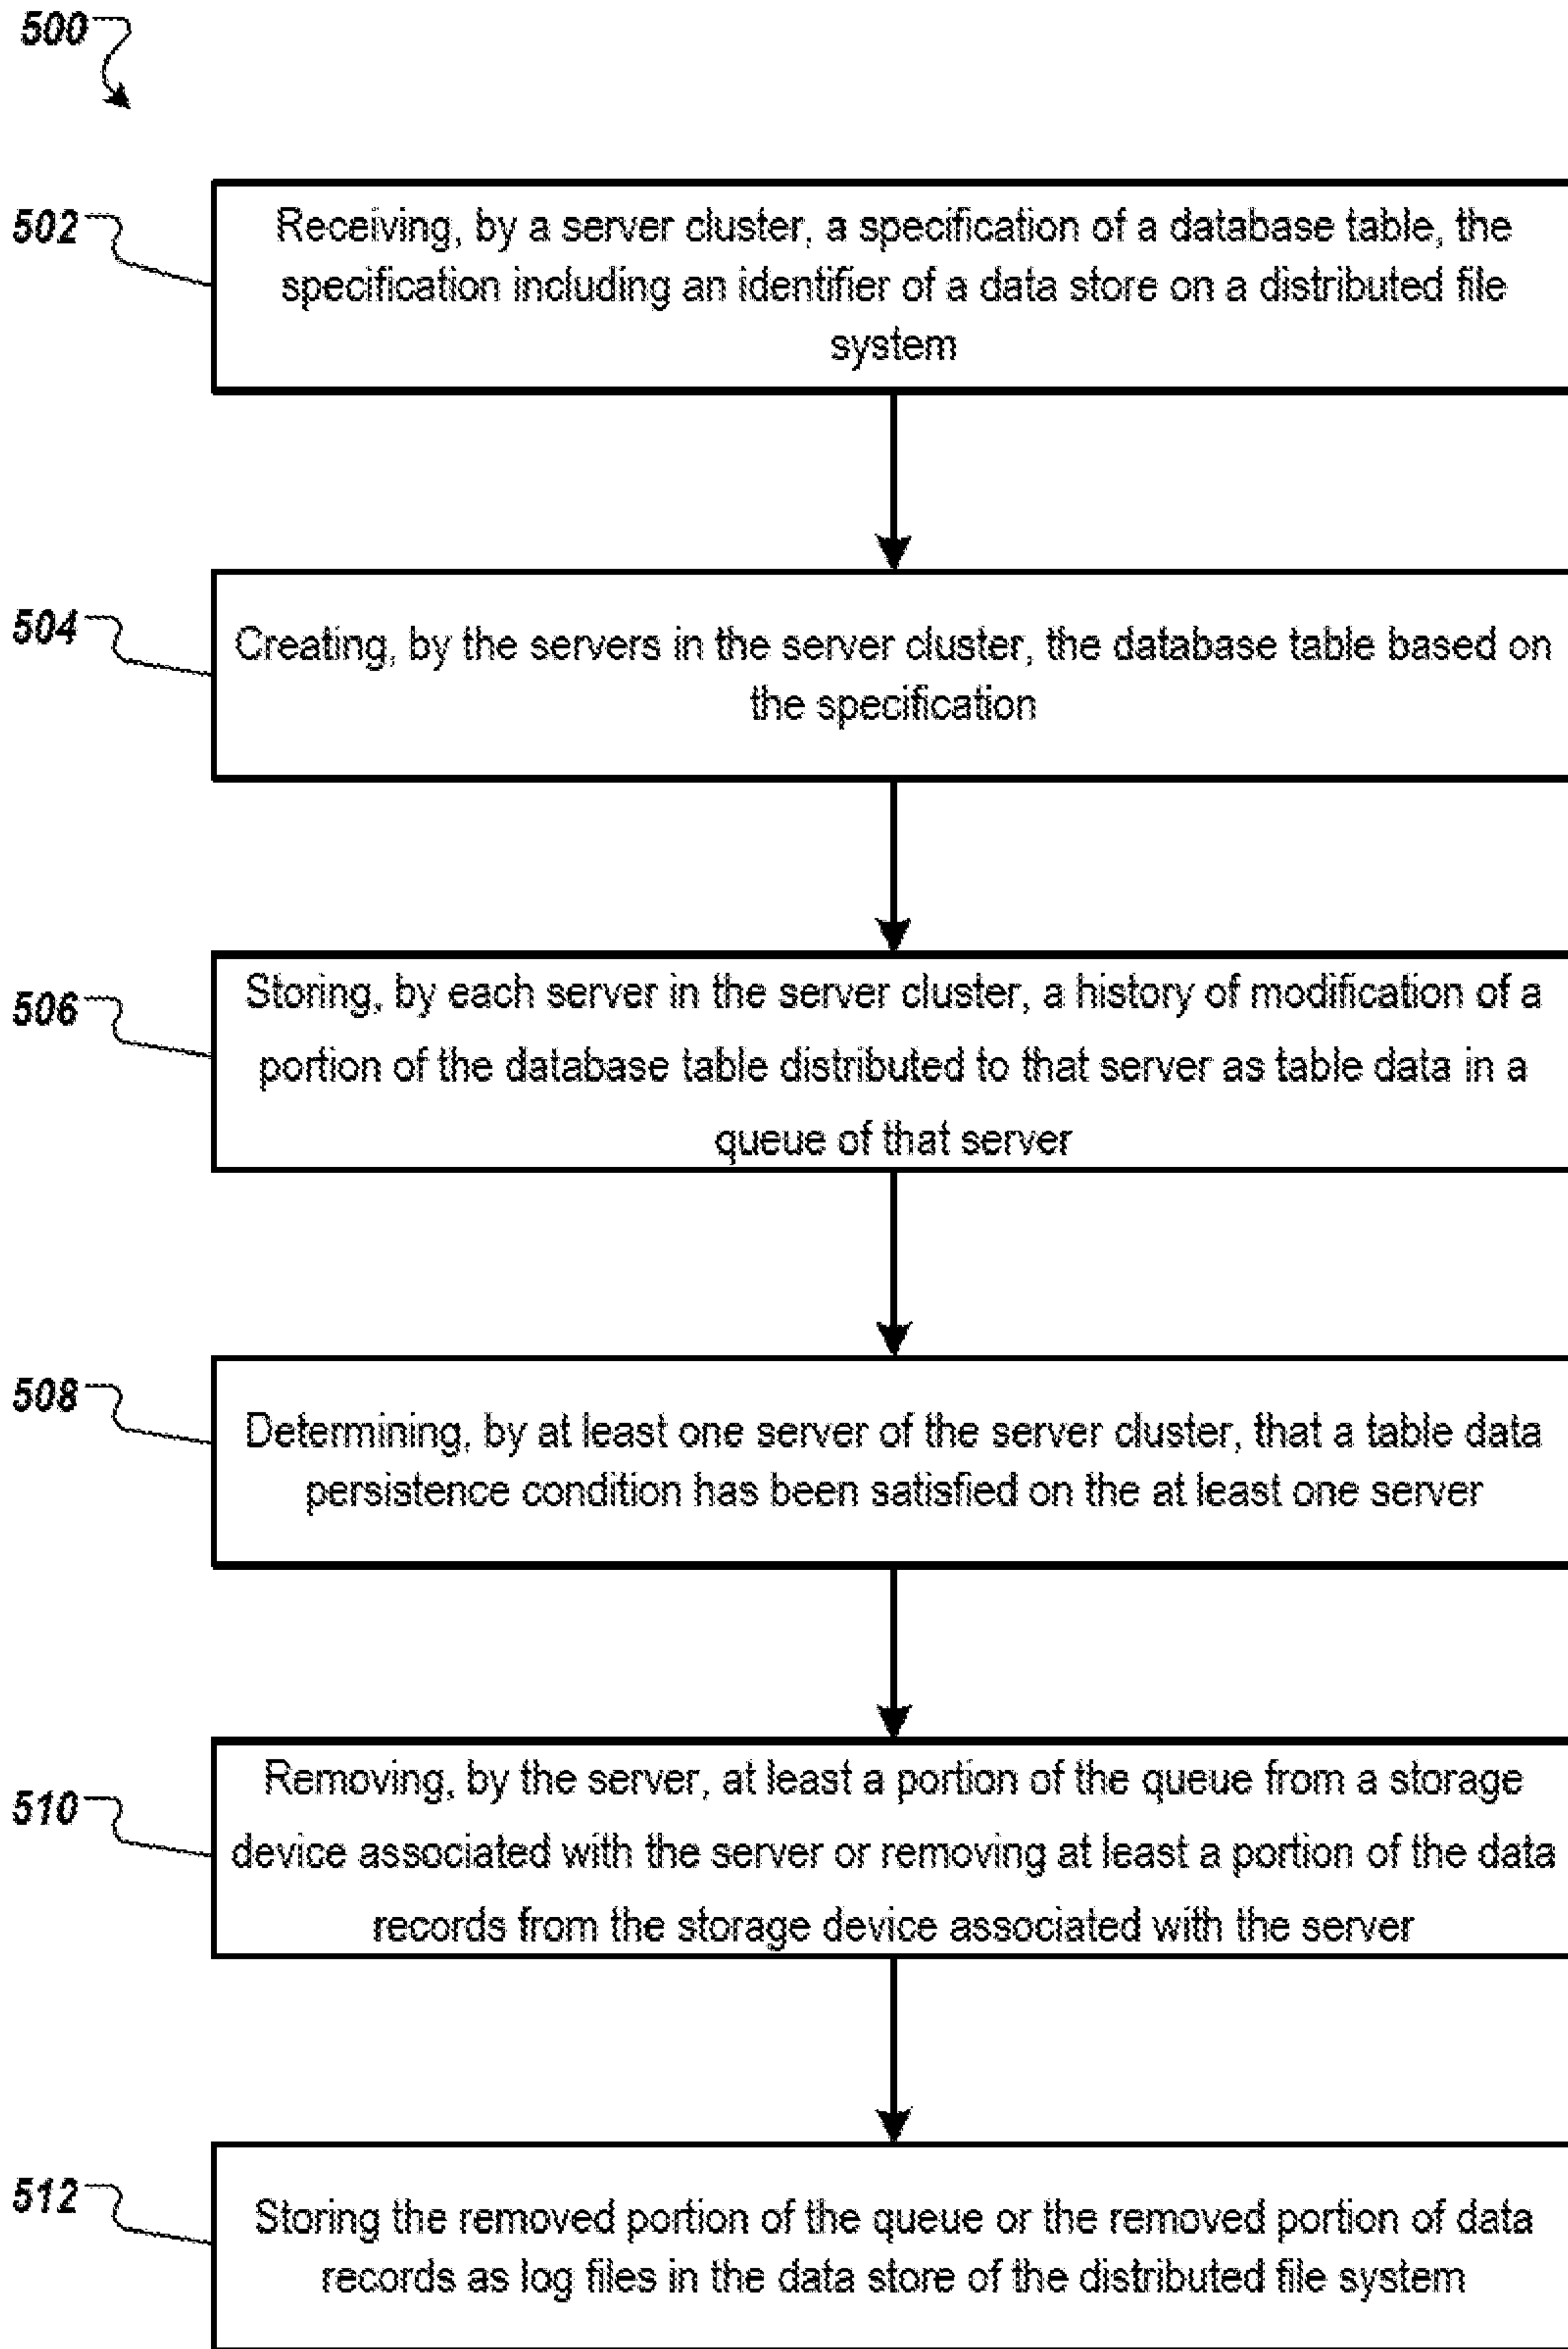 500
502
Receiving, by a server cluster, a specification of a database table, the
specification including an identifier of a data store on a distributed file
system
504
Creating, by the servers in the server cluster, the database table based on
the specification
506
Storing, by each server in the server cluster, a history of modification of a
portion of the database table distributed to that server as table data in a
queue of that server
508
Determining, by at least one server of the server cluster, that a table data
persistence condition has been satisfied on the at least one server
510
Removing, by the server, at least a portion of the queue from a storage
device associated with the server or removing at least a portion of the data
records from the storage device associated with the server
512
Storing the removed portion of the queue or the removed portion of data
records as log files in the data store of the distributed file system